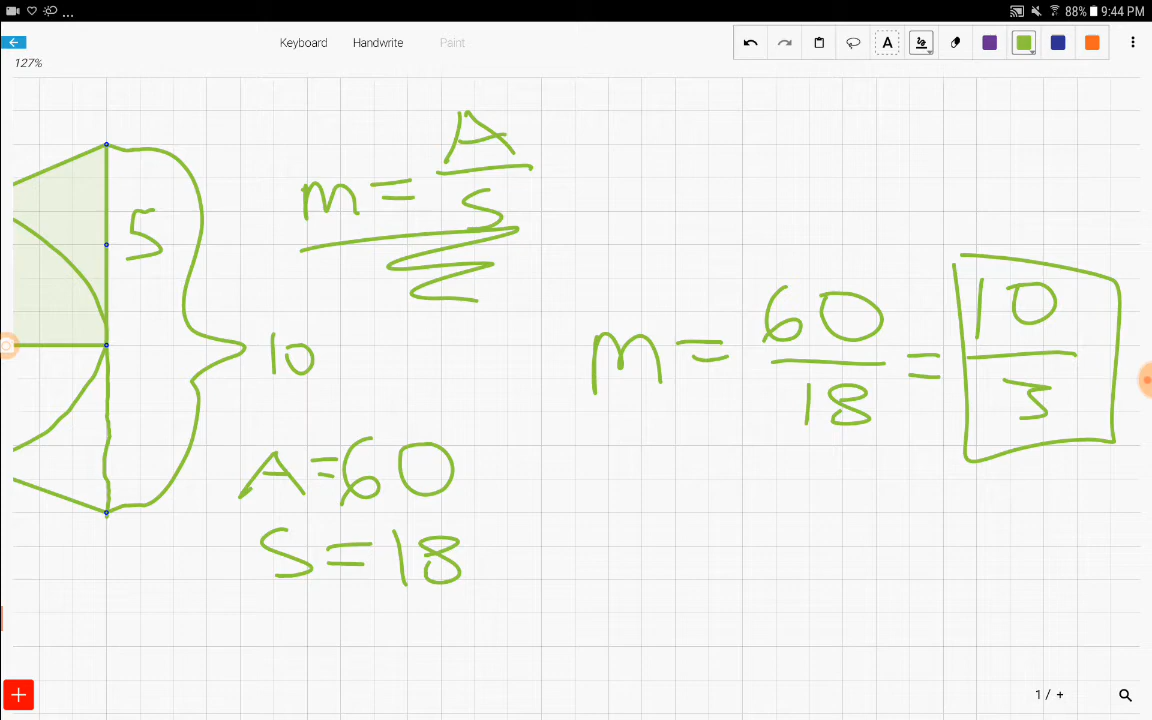 88% 9:44 PM
Keyboard Handwrite Paint
A
127%
m = A/S
5
10
m = 60/18 = 10/3
A = 60
S = 18
1 / +